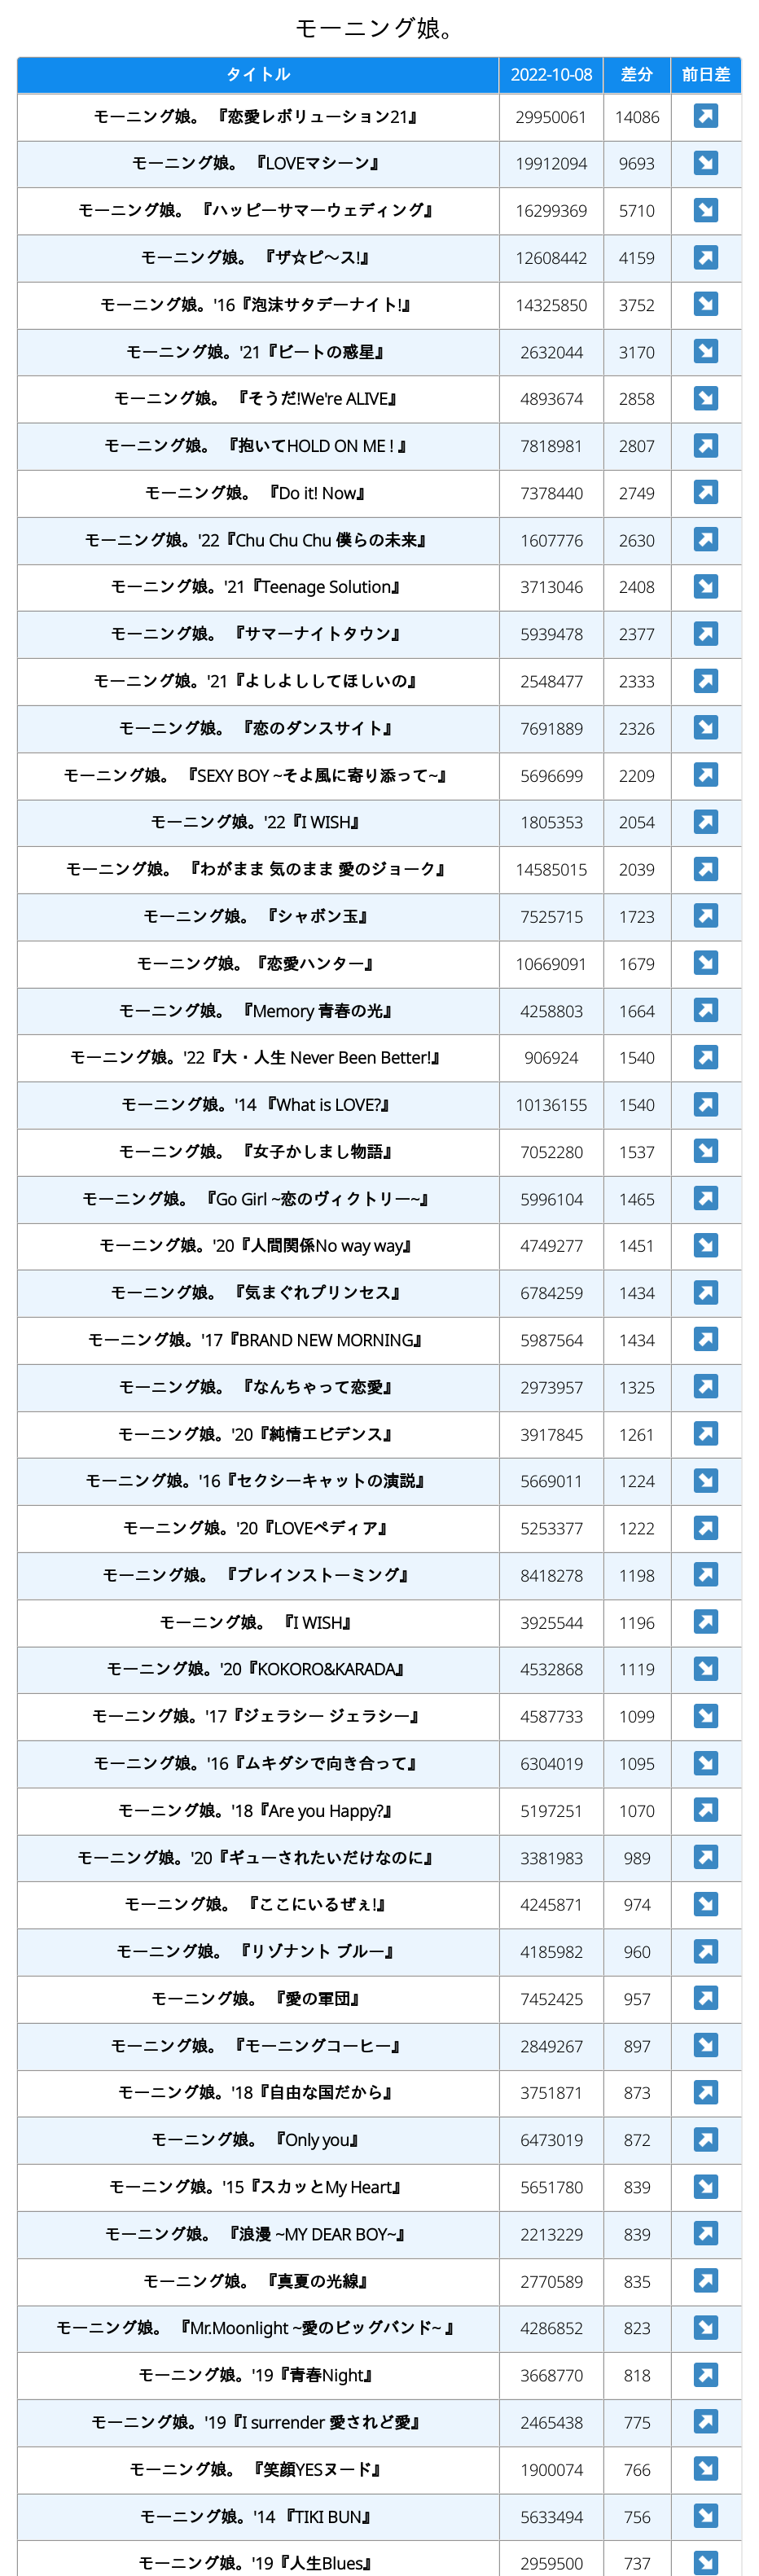 モーニング娘。
タイトル 2022-10-08 差分 前日差
モーニング娘。 『恋愛レボリューション21』 29950061 14086
モーニング娘。 『LOVEマシーン』 19912094 9693
モーニング娘。 『ハッピーサマーウェディング』 16299369 5710
モーニング娘。 『ザ☆ピ〜ス!』 12608442 4159
モーニング娘。'16『泡沫サタデーナイト!』 14325850 3752
モーニング娘。'21『ビートの惑星』 2632044 3170
モーニング娘。 『そうだ!We're ALIVE』 4893674 2858
モーニング娘。 『抱いてHOLD ON ME ! 』 7818981 2807
モーニング娘。 『Do it! Now』 7378440 2749
モーニング娘。'22『Chu Chu Chu 僕らの未来』 1607776 2630
モーニング娘。'21『Teenage Solution』 3713046 2408
モーニング娘。 『サマーナイトタウン』 5939478 2377
モーニング娘。'21『よしよししてほしいの』 2548477 2333
モーニング娘。 『恋のダンスサイト』 7691889 2326
モーニング娘。 『SEXY BOY ~そよ風に寄り添って~』 5696699 2209
モーニング娘。'22『I WISH』 1805353 2054
モーニング娘。 『わがまま 気のまま 愛のジョーク』 14585015 2039
モーニング娘。 『シャボン玉』 7525715 1723
モーニング娘。『恋愛ハンター』 10669091 1679
モーニング娘。 『Memory 青春の光』 4258803 1664
モーニング娘。'22『大・人生 Never Been Better!』 906924 1540
モーニング娘。'14 『What is LOVE?』 10136155 1540
モーニング娘。 『女子かしまし物語』 7052280 1537
モーニング娘。 『Go Girl ~恋のヴィクトリー~』 5996104 1465
モーニング娘。'20『人間関係No way way』 4749277 1451
モーニング娘。 『気まぐれプリンセス』 6784259 1434
モーニング娘。'17『BRAND NEW MORNING』 5987564 1434
モーニング娘。 『なんちゃって恋愛』 2973957 1325
モーニング娘。'20『純情エビデンス』 3917845 1261
モーニング娘。'16『セクシーキャットの演説』 5669011 1224
モーニング娘。'20『LOVEペディア』 5253377 1222
モーニング娘。 『ブレインストーミング』 8418278 1198
モーニング娘。 『I WISH』 3925544 1196
モーニング娘。'20『KOKORO&KARADA』 4532868 1119
モーニング娘。'17『ジェラシー ジェラシー』 4587733 1099
モーニング娘。'16『ムキダシで向き合って』 6304019 1095
モーニング娘。'18『Are you Happy?』 5197251 1070
モーニング娘。'20『ギューされたいだけなのに』 3381983 989
モーニング娘。 『ここにいるぜぇ!』 4245871 974
モーニング娘。 『リゾナント ブルー』 4185982 960
モーニング娘。 『愛の軍団』 7452425 957
モーニング娘。 『モーニングコーヒー』 2849267 897
モーニング娘。'18『自由な国だから』 3751871 873
モーニング娘。 『Only you』 6473019 872
モーニング娘。'15『スカッとMy Heart』 5651780 839
モーニング娘。 『浪漫 ~MY DEAR BOY~』 2213229 839
モーニング娘。 『真夏の光線』 2770589 835
モーニング娘。 『Mr.Moonlight ~愛のビッグバンド~ 』 4286852 823
モーニング娘。'19『青春Night』 3668770 818
モーニング娘。'19『I surrender 愛されど愛』 2465438 775
モーニング娘。 『笑顔YESヌード』 1900074 766
モーニング娘。'14 『TIKI BUN』 5633494 756
モーニング娘。'19『人生Blues』 2959500 737